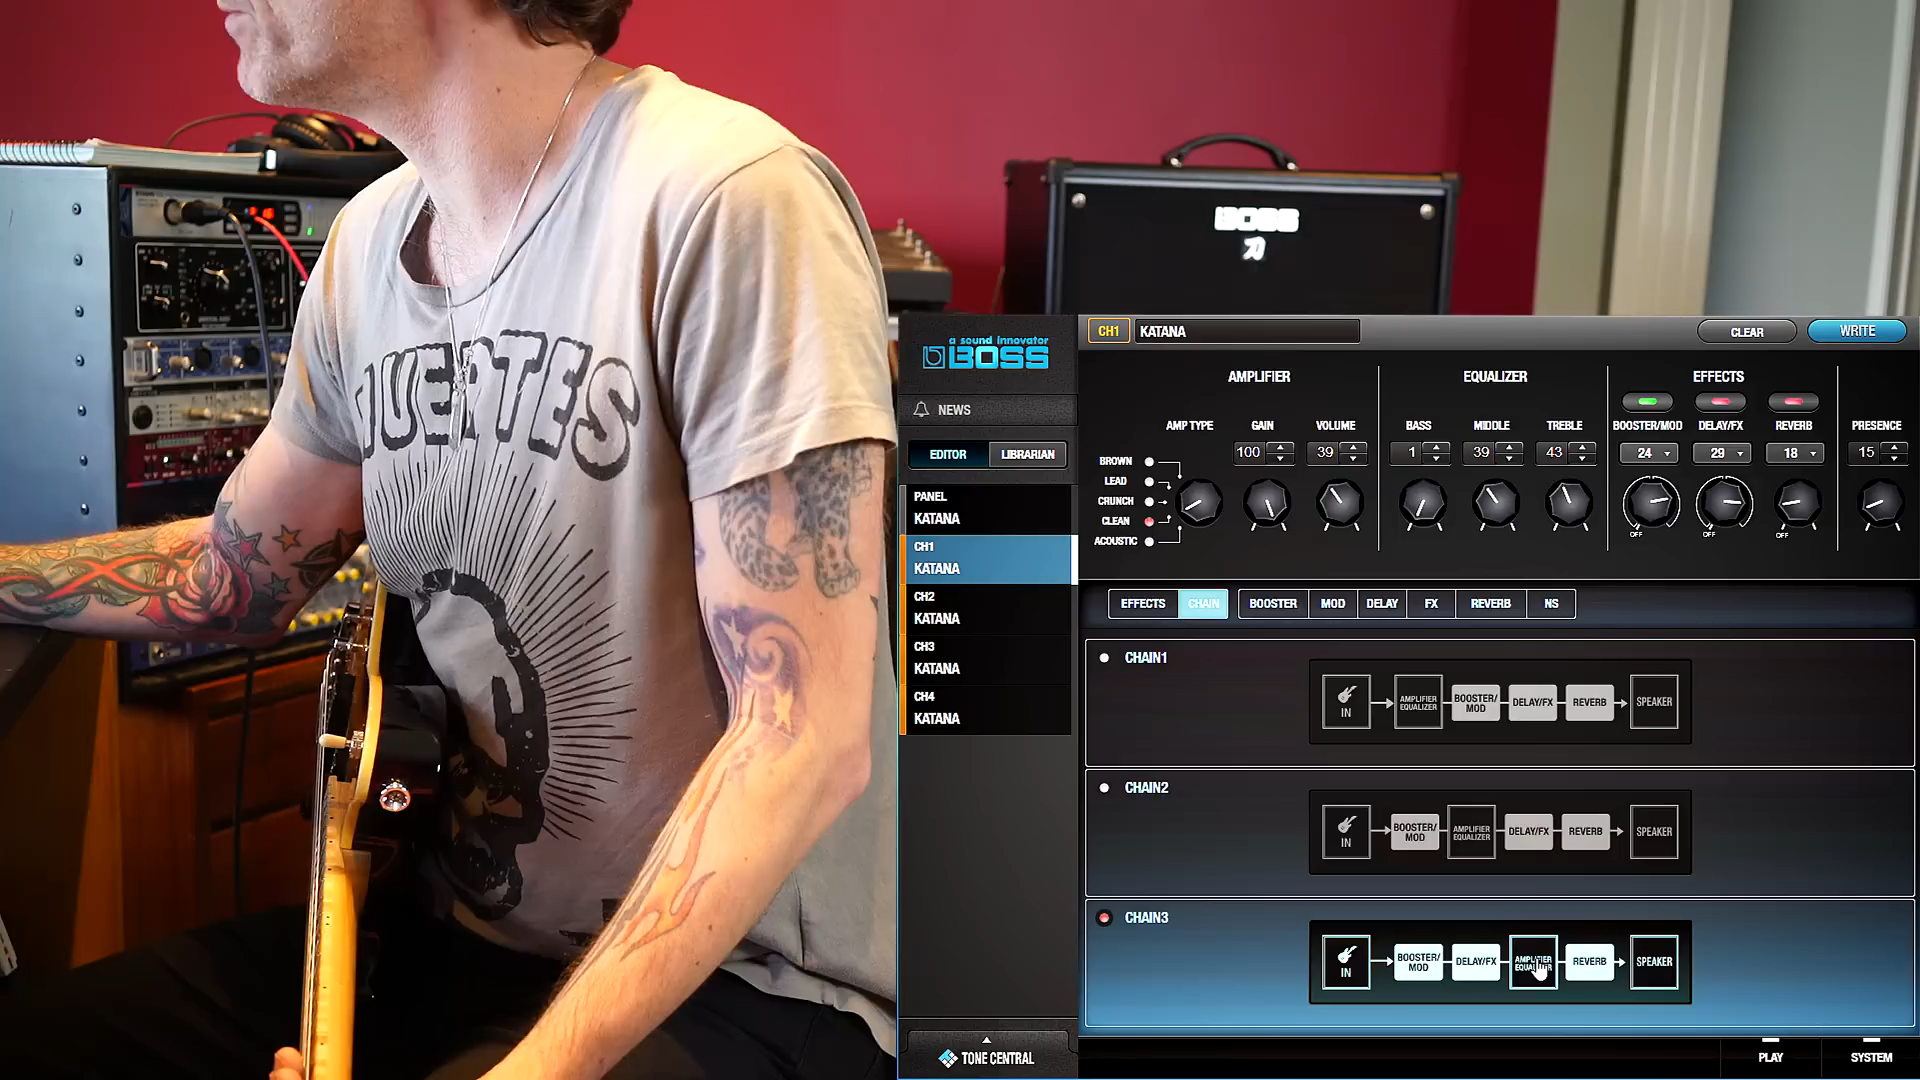 MUERTES
BOSS
刀
a sound innovator
BOSS
NEWS
EDITOR
LIBRARIAN
PANEL
KATANA
CH1
KATANA
CH2
KATANA
CH3
KATANA
CH4
KATANA
TONE CENTRAL
CH1
KATANA
CLEAR
WRITE
AMPLIFIER
EQUALIZER
EFFECTS
AMP TYPE
GAIN
VOLUME
BASS
MIDDLE
TREBLE
BOOSTER/MOD
DELAY/FX
REVERB
PRESENCE
100
39
1
39
43
24
29
18
15
BROWN
LEAD
CRUNCH
CLEAN
ACOUSTIC
OFF
OFF
OFF
EFFECTS
CHAIN
BOOSTER
MOD
DELAY
FX
REVERB
NS
CHAIN1
IN
AMPLIFIER
EQUALIZER
BOOSTER/
MOD
DELAY/FX
REVERB
SPEAKER
CHAIN2
IN
BOOSTER/
MOD
AMPLIFIER
EQUALIZER
DELAY/FX
REVERB
SPEAKER
CHAIN3
IN
BOOSTER/
MOD
DELAY/FX
AMPLIFIER
EQUALIZER
REVERB
SPEAKER
PLAY
SYSTEM